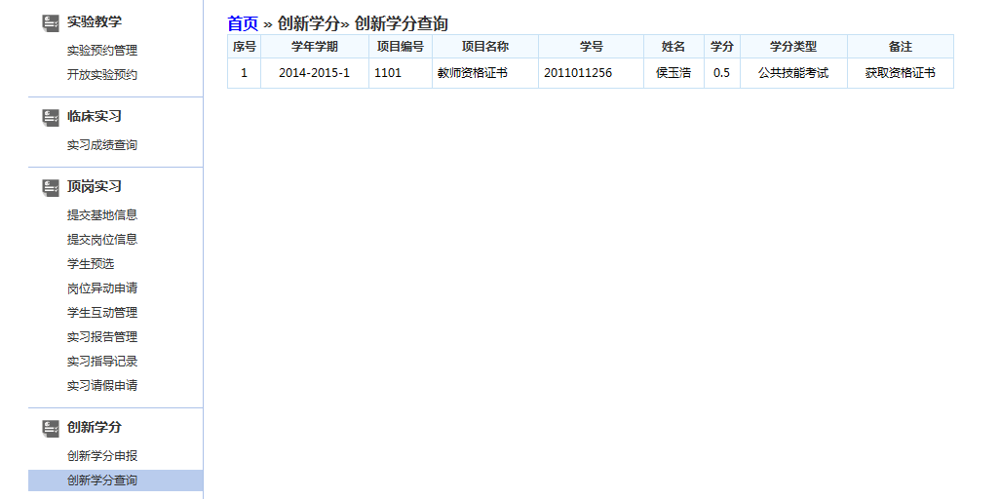 实验教学
实验预约管理
开放实验预约
临床实习
实习成绩查询
顶岗实习
提交基地信息
提交岗位信息
学生预选
岗位异动申请
学生互动管理
实习报告管理
实习指导记录
实习请假申请
创新学分
创新学分申报
创新学分查询
首页 » 创新学分» 创新学分查询
序号 学年学期 项目编号 项目名称 学号 姓名 学分 学分类型 备注
1 2014-2015-1 1101 教师资格证书 2011011256 侯玉浩 0.5 公共技能考试 获取资格证书